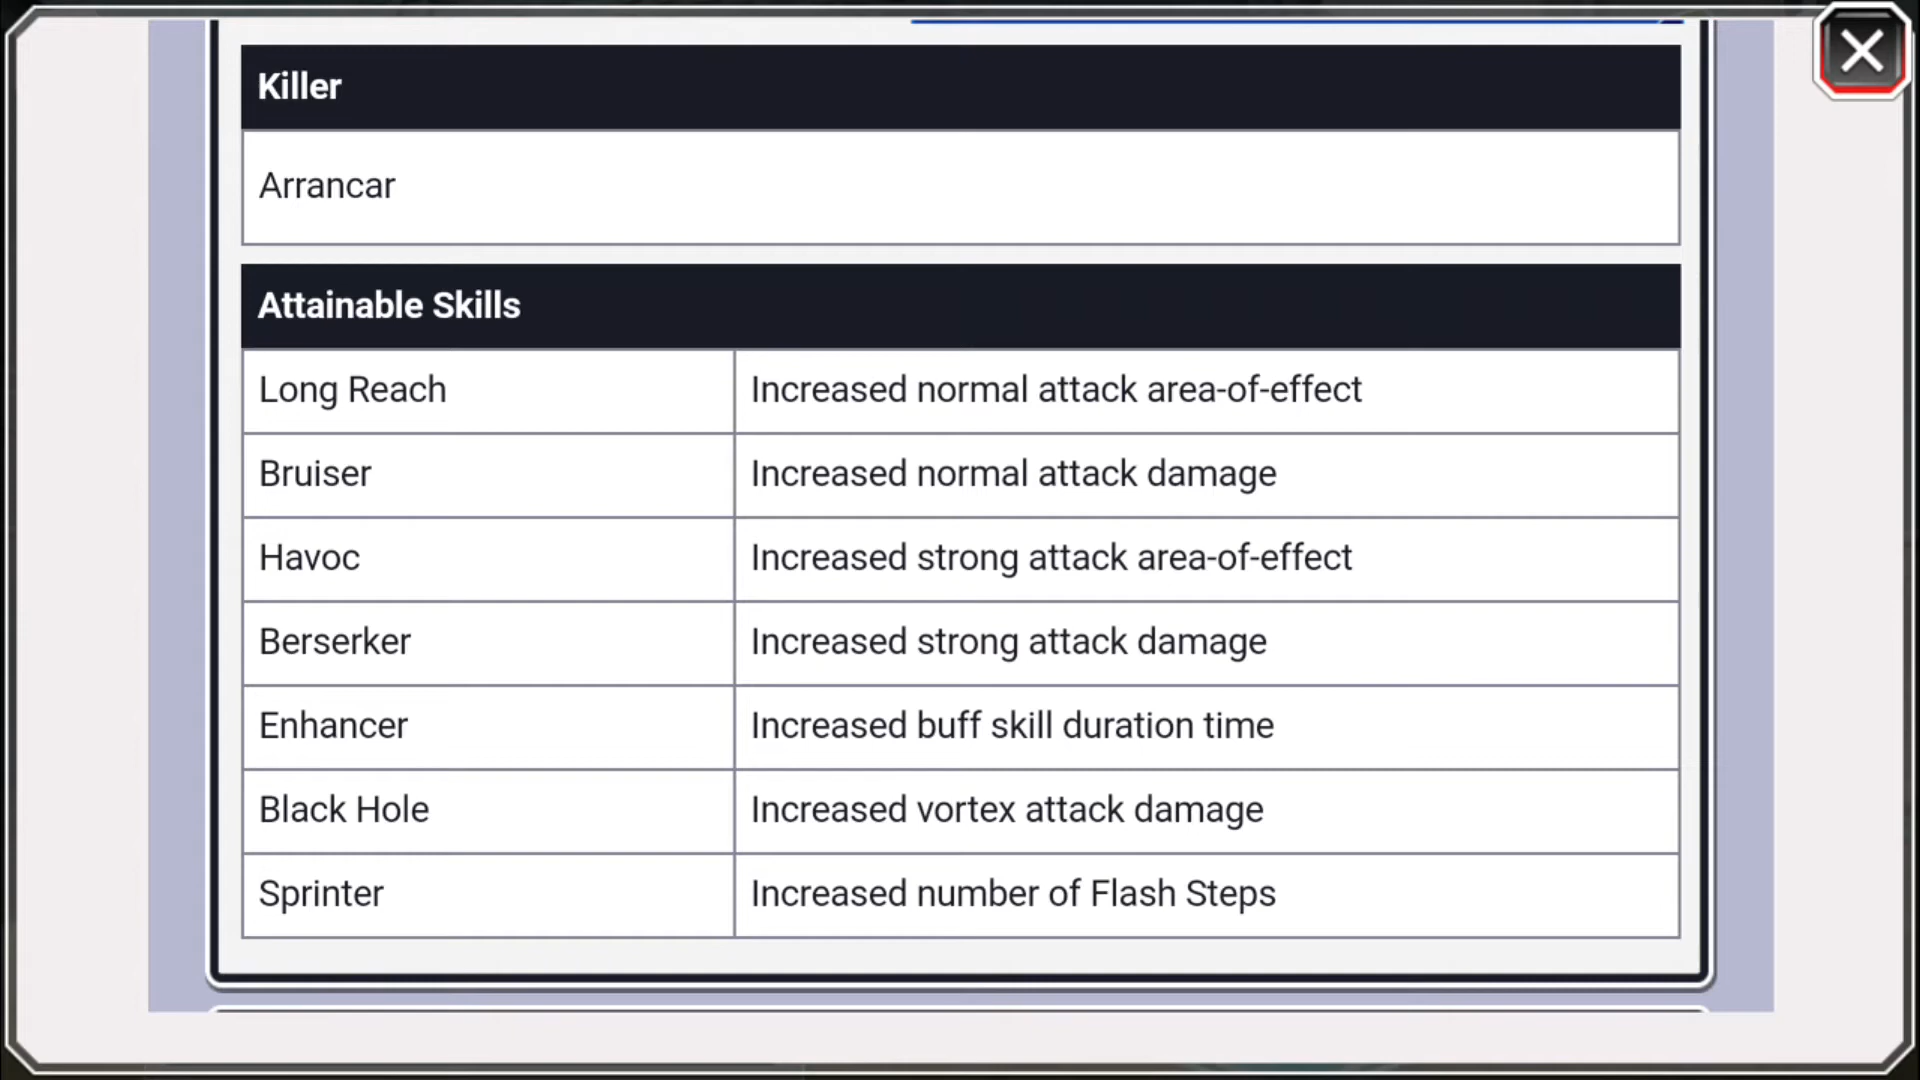 Killer
Arrancar
Attainable Skills
Long Reach Increased normal attack area-of-effect
Bruiser Increased normal attack damage
Havoc Increased strong attack area-of-effect
Berserker Increased strong attack damage
Enhancer Increased buff skill duration time
Black Hole Increased vortex attack damage
Sprinter Increased number of Flash Steps